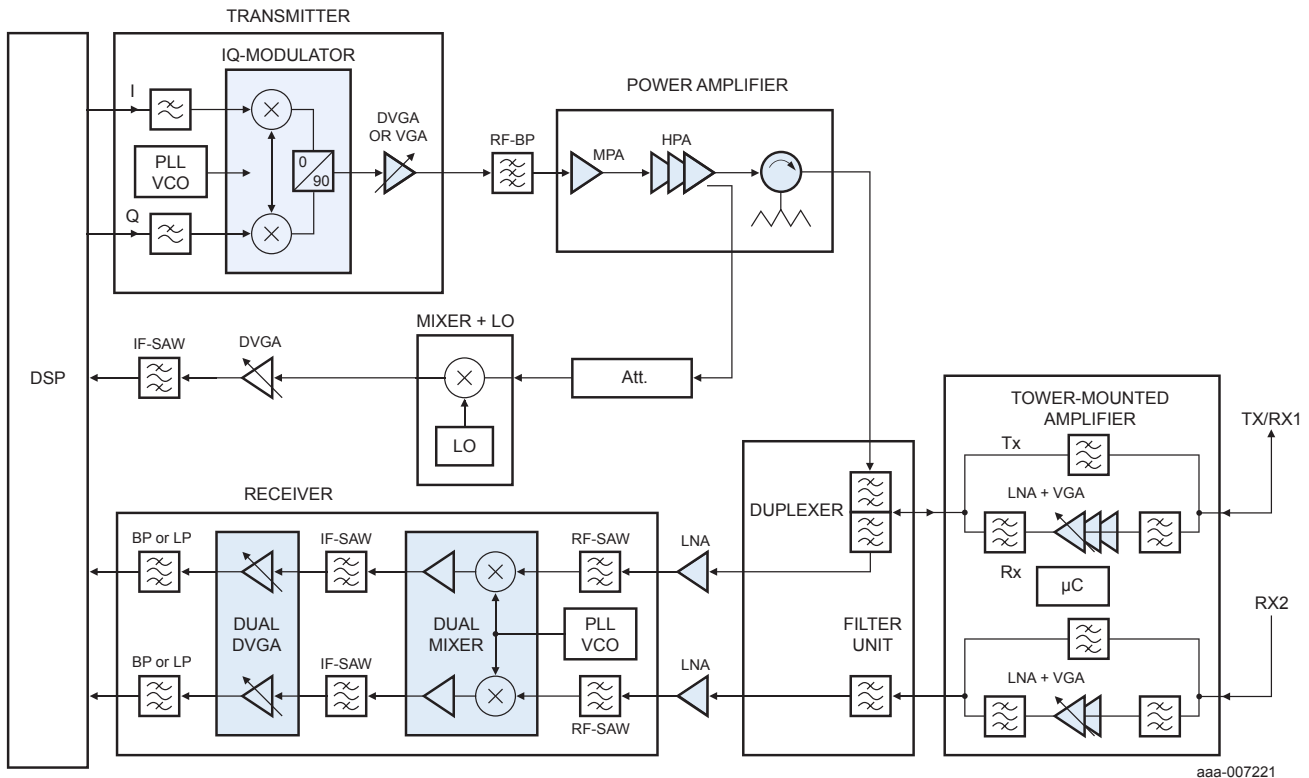 TRANSMITTER
IQ-MODULATOR
I
PLL
VCO
Q
0
90
DVGA
OR VGA
RF-BP
POWER AMPLIFIER
MPA
HPA
DSP
IF-SAW
DVGA
MIXER + LO
LO
Att.
TOWER-MOUNTED
AMPLIFIER
Tx
LNA + VGA
Rx
µC
LNA + VGA
TX/RX1
RX2
DUPLEXER
FILTER
UNIT
RECEIVER
BP or LP
IF-SAW
RF-SAW
LNA
DUAL
DVGA
DUAL
MIXER
PLL
VCO
BP or LP
IF-SAW
RF-SAW
LNA
aaa-007221